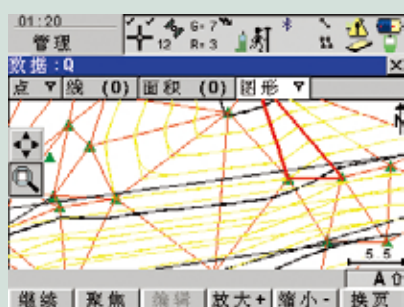 01:20
管理
12
G= 7
R= 3
11
数据:Q
点 线 (0) 面积 (0) 图形
N
5.5
A
继续 聚焦 编辑 放大+ 缩小- 换页